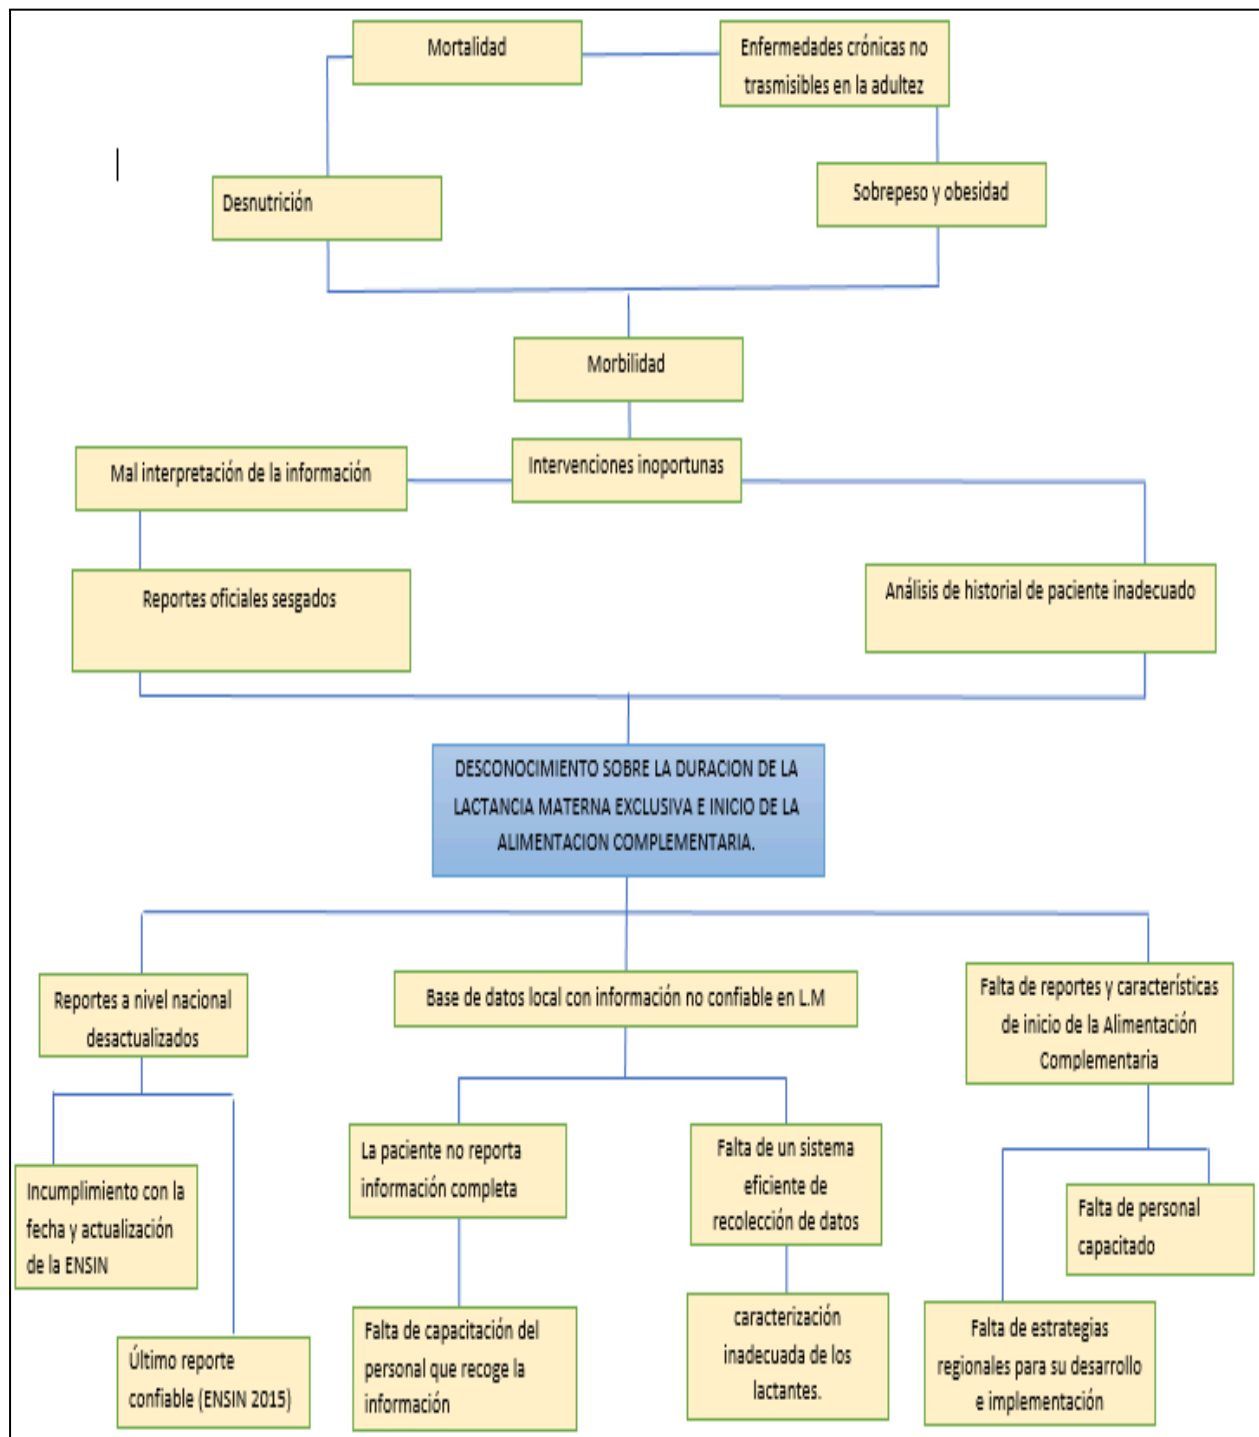 Mortalidad
Enfermedades crónicas no
trasmisibles en la adultez
Desnutrición
Sobrepeso y obesidad
Morbilidad
Mal interpretación de la información
Intervenciones inoportunas
Reportes oficiales sesgados
Análisis de historial de paciente inadecuado
DESCONOCIMIENTO SOBRE LA DURACION DE LA
LACTANCIA MATERNA EXCLUSIVA E INICIO DE LA
ALIMENTACION COMPLEMENTARIA.
Reportes a nivel nacional
desactualizados
Base de datos local con información no confiable en L.M
Falta de reportes y características
de inicio de la Alimentación
Complementaria
Incumplimiento con la
fecha y actualización
de la ENSIN
Último reporte
confiable (ENSIN 2015)
La paciente no reporta
información completa
Falta de capacitación del
personal que recoge la
información
Falta de un sistema
eficiente de
recolección de datos
caracterización
inadecuada de los
lactantes.
Falta de personal
capacitado
Falta de estrategias
regionales para su desarrollo
e implementación